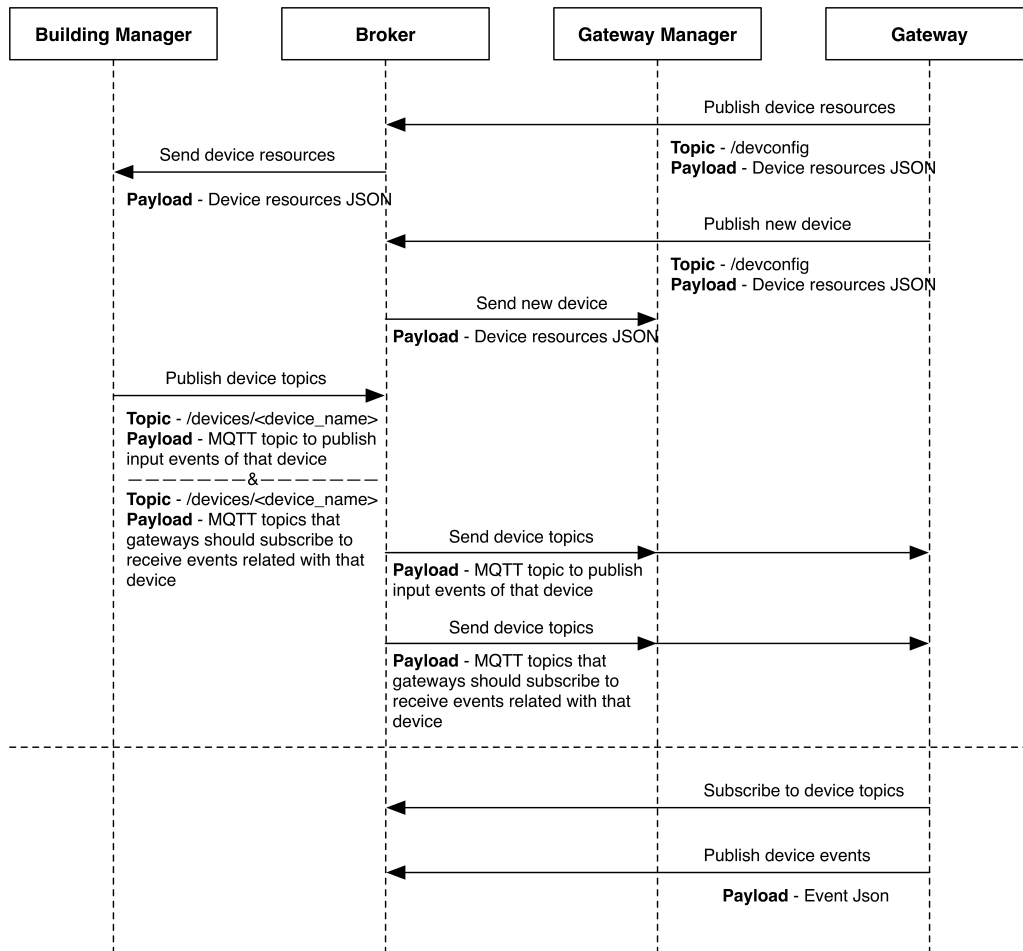 Building Manager
Broker
Gateway Manager
Gateway
Publish device resources
Topic - /devconfig
Payload - Device resources JSON
Send device resources
Payload - Device resources JSON
Publish new device
Topic - /devconfig
Payload - Device resources JSON
Send new device
Payload - Device resources JSON
Publish device topics
Topic - /devices/<device_name>
Payload - MQTT topic to publish
input events of that device
———————&———————
Topic - /devices/<device_name>
Payload - MQTT topics that
gateways should subscribe to
receive events related with that
device
Send device topics
Payload - MQTT topic to publish
input events of that device
Send device topics
Payload - MQTT topics that
gateways should subscribe to
receive events related with that
device
Subscribe to device topics
Publish device events
Payload - Event Json